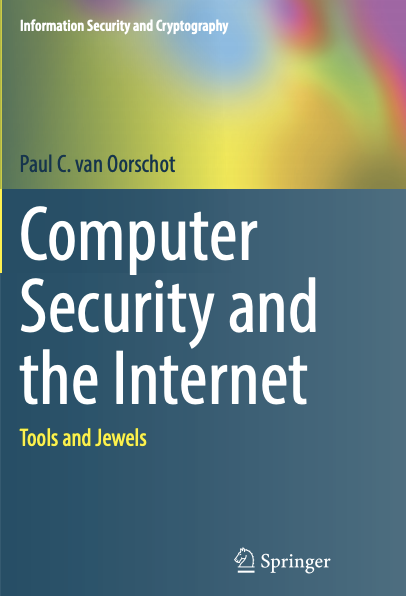 Information Security and Cryptography
Paul C. van Oorschot
Computer
Security and
the Internet
Tools and Jewels
Springer